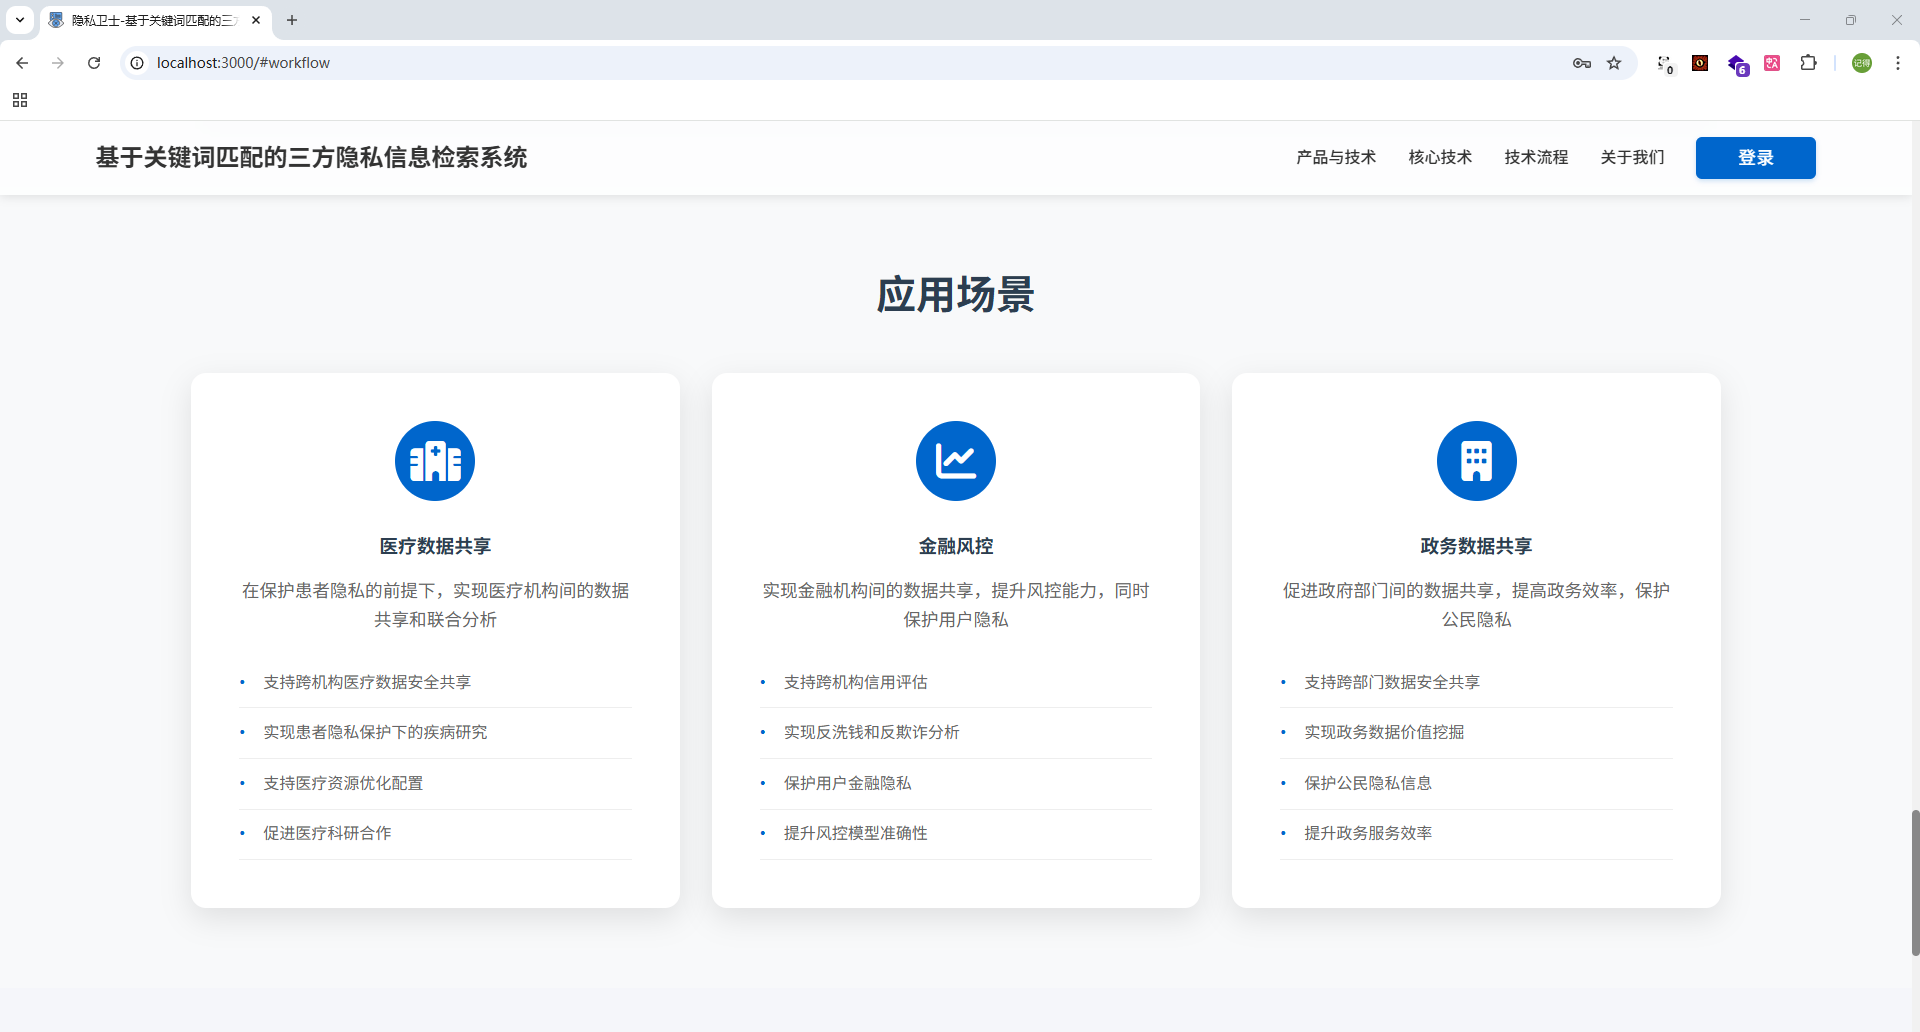 隐私卫士-基于关键词匹配的三方
localhost:3000/#workflow
0
6
记得
基于关键词匹配的三方隐私信息检索系统
产品与技术
核心技术
技术流程
关于我们
登录
应用场景
医疗数据共享
在保护患者隐私的前提下，实现医疗机构间的数据
共享和联合分析
• 支持跨机构医疗数据安全共享
• 实现患者隐私保护下的疾病研究
• 支持医疗资源优化配置
• 促进医疗科研合作
金融风控
实现金融机构间的数据共享，提升风控能力，同时
保护用户隐私
• 支持跨机构信用评估
• 实现反洗钱和反欺诈分析
• 保护用户金融隐私
• 提升风控模型准确性
政务数据共享
促进政府部门间的数据共享，提高政务效率，保护
公民隐私
• 支持跨部门数据安全共享
• 实现政务数据价值挖掘
• 保护公民隐私信息
• 提升政务服务效率